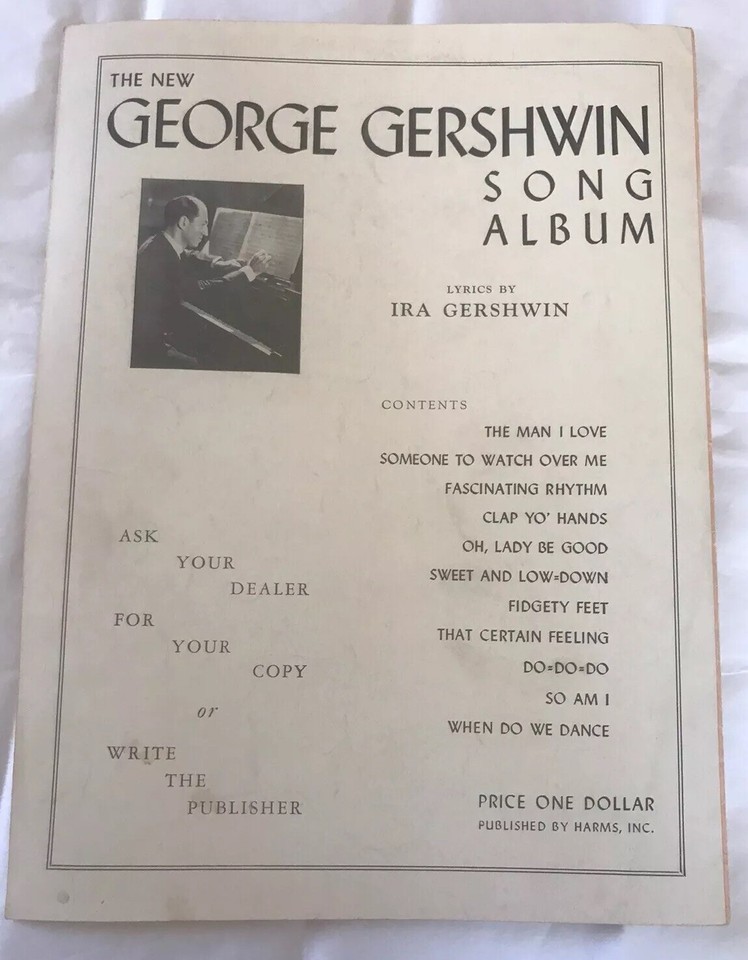 THE NEW
GEORGE GERSHWIN
SONG
ALBUM
LYRICS BY
IRA GERSHWIN
CONTENTS
THE MAN I LOVE
SOMEONE TO WATCH OVER ME
FASCINATING RHYTHM
CLAP YO' HANDS
OH, LADY BE GOOD
SWEET AND LOW=DOWN
FIDGETY FEET
THAT CERTAIN FEELING
DO=DO=DO
SO AM I
WHEN DO WE DANCE
ASK
YOUR
DEALER
FOR
YOUR
COPY
or
WRITE
THE
PUBLISHER
PRICE ONE DOLLAR
PUBLISHED BY HARMS, INC.